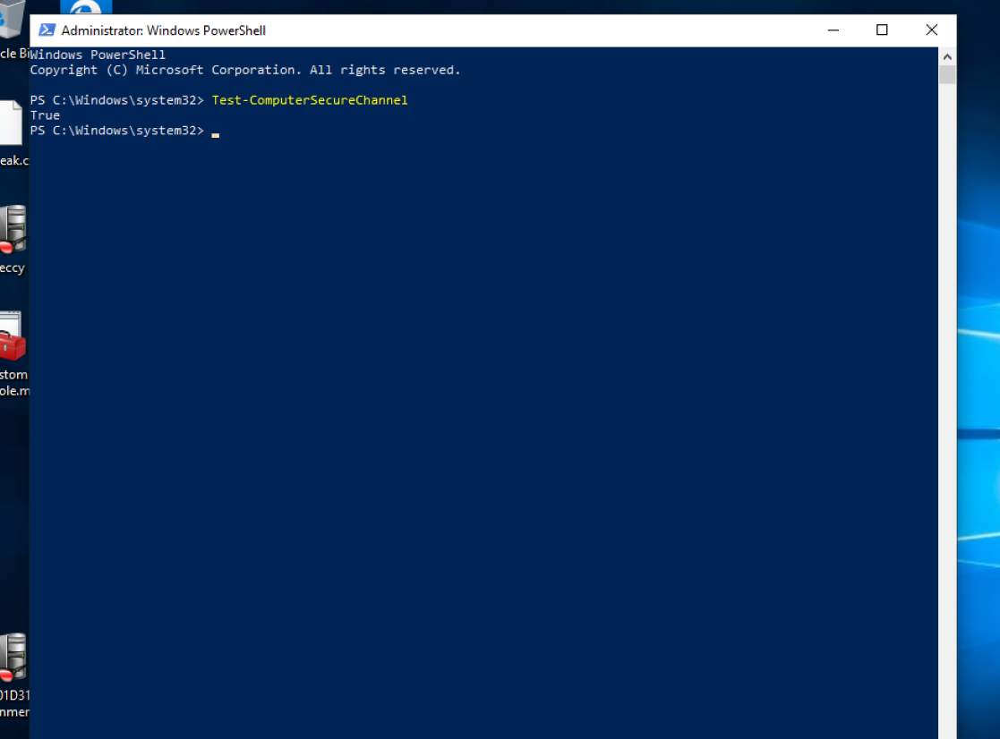 Administrator: Windows PowerShell
Windows PowerShell
Copyright (C) Microsoft Corporation. All rights reserved.
PS C:\Windows\system32> Test-ComputerSecureChannel
True
PS C:\Windows\system32>
cle Bi
eak.c
eccy
stom
ole.m
01D31
nmer